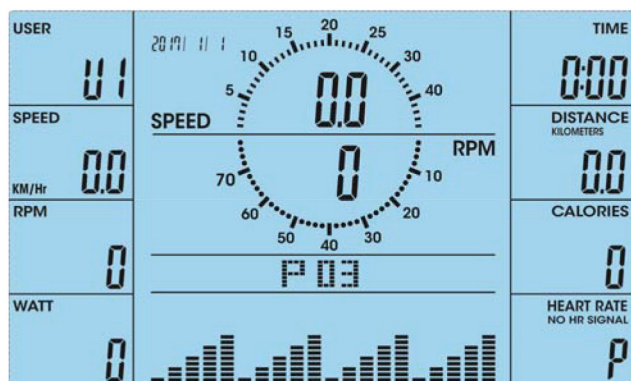 USER
U1
SPEED
KM/Hr 0.0
RPM
0
WATT
0
2017/ 1/ 1
5 10 15 20 25 30 40
0.0
SPEED
RPM
0
70 60 50 40 30 20 10
P 03
TIME
0:00
DISTANCE
KILOMETERS
0.0
CALORIES
0
HEART RATE
NO HR SIGNAL
P